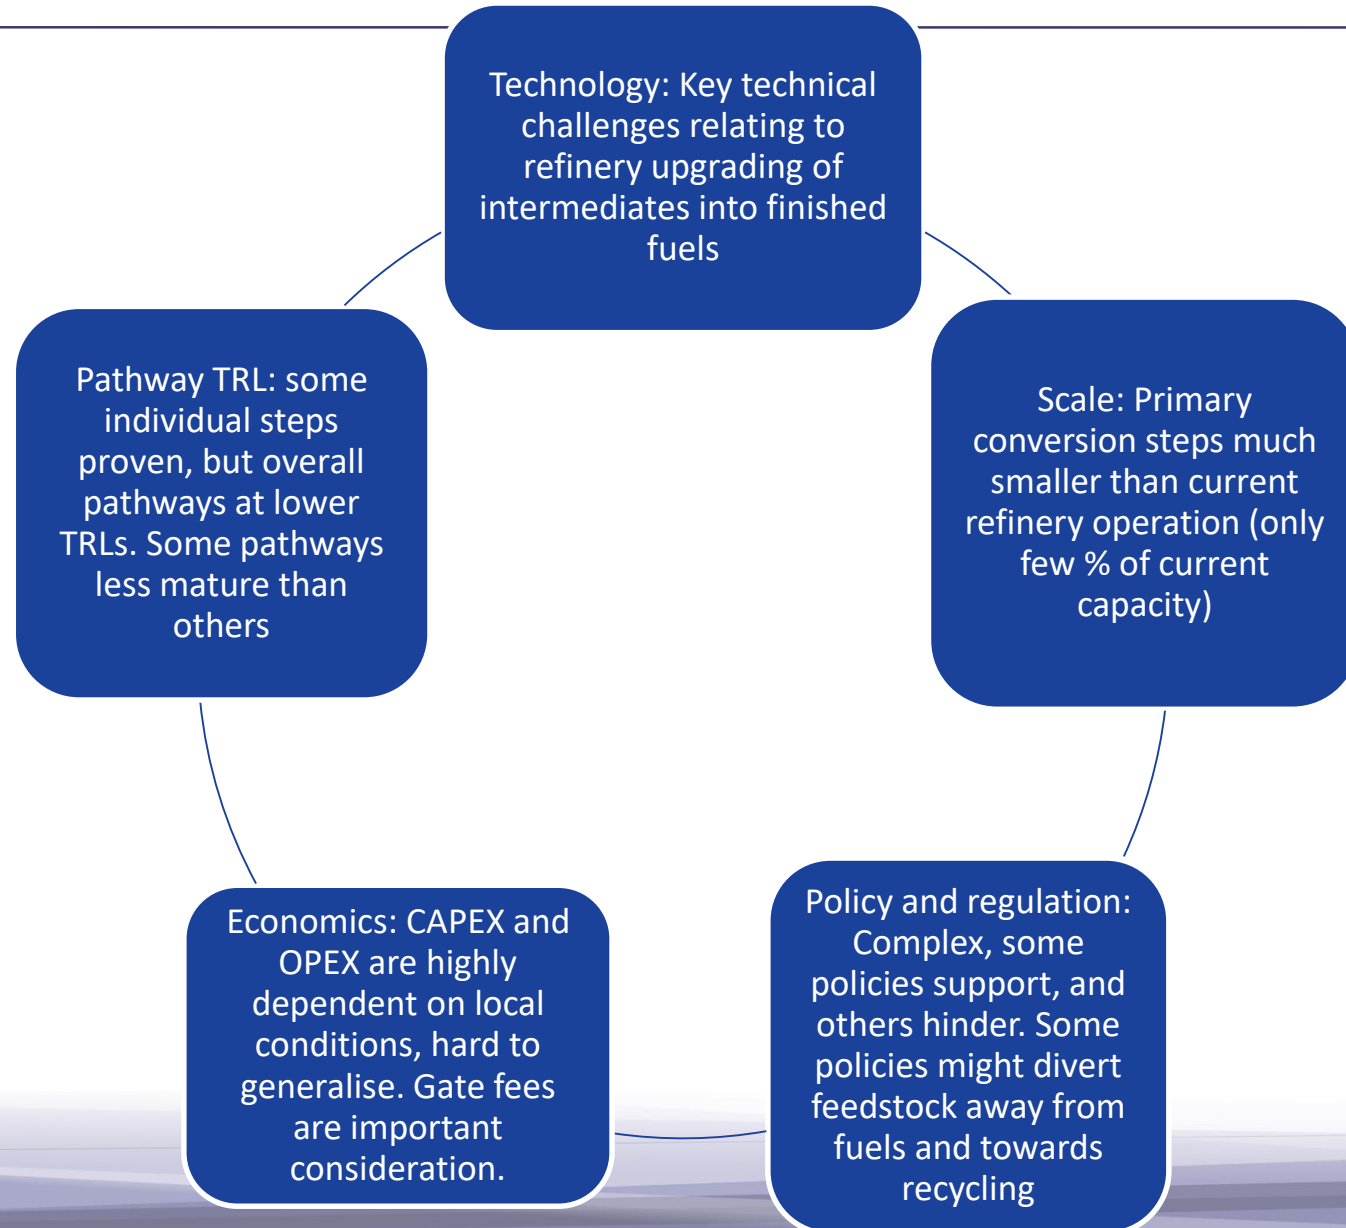 Technology: Key technical
challenges relating to
refinery upgrading of
intermediates into finished
fuels
Scale: Primary
conversion steps much
smaller than current
refinery operation (only
few % of current
capacity)
Policy and regulation:
Complex, some
policies support, and
others hinder. Some
policies might divert
feedstock away from
fuels and towards
recycling
Economics: CAPEX and
OPEX are highly
dependent on local
conditions, hard to
generalise. Gate fees
are important
consideration.
Pathway TRL: some
individual steps
proven, but overall
pathways at lower
TRLs. Some pathways
less mature than
others